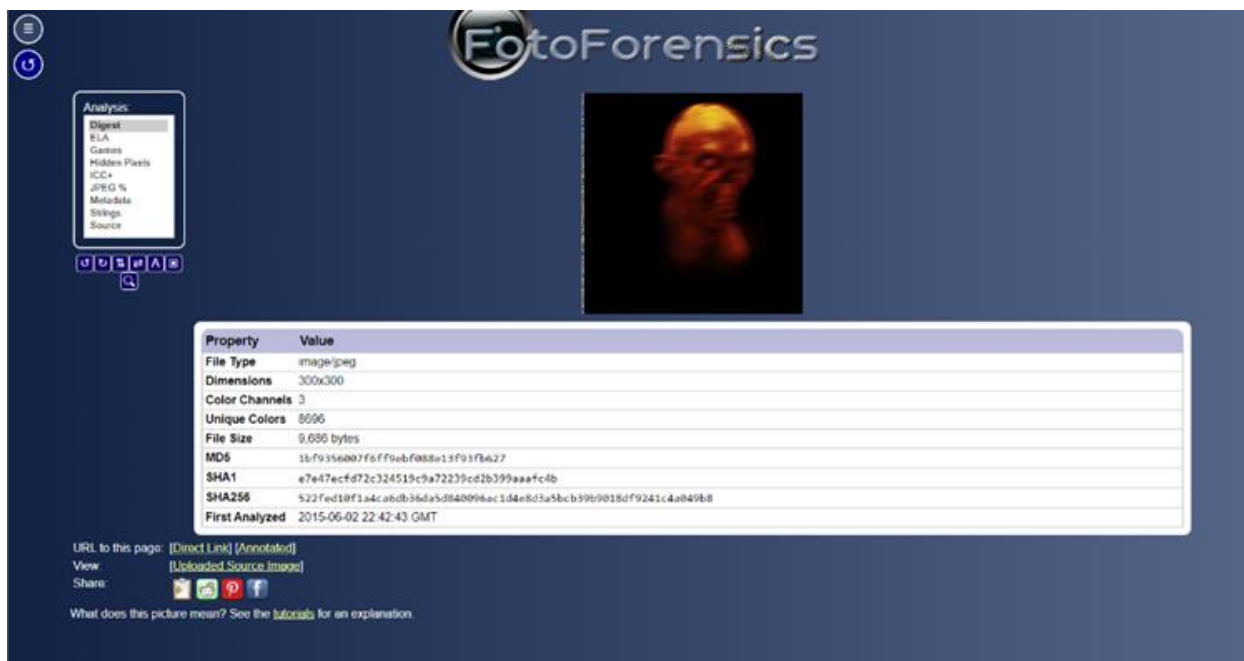 FotoForensics
Analysis:
Digest
ELA
Games
Hidden Pixels
ICC+
JPEG %
Metadata
Strings
Source
Property Value
File Type image/jpeg
Dimensions 300x300
Color Channels 3
Unique Colors 8696
File Size 9,686 bytes
MD5 1bf9356007f6ff9ebf088e13f93fb627
SHA1 e7e47ecfd72c324519c9a72239cd2b399aaafc4b
SHA256 522fed10f1a4ca6db36da5d840096ac1d4e8d3a5bcb39b9018df9241c4a049b8
First Analyzed 2015-06-02 22:42:43 GMT
URL to this page: [Direct Link] [Annotated]
View: [Uploaded Source Image]
Share:
What does this picture mean? See the tutorials for an explanation.